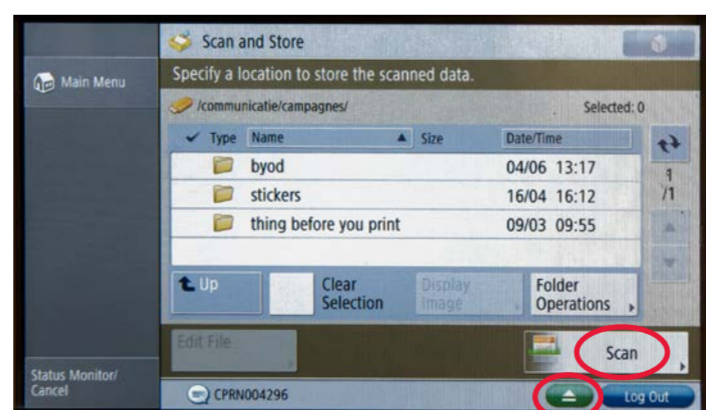 Scan and Store
Main Menu
Specify a location to store the scanned data.
/communicatie/campagnes/ Selected: 0
Type Name Size Date/Time
byod 04/06 13:17
stickers 16/04 16:12
thing before you print 09/03 09:55
1
/1
Up
Clear
Selection
Display
Image
Folder
Operations
Edit File
Scan
Status Monitor/
Cancel
CPRN004296
Log Out